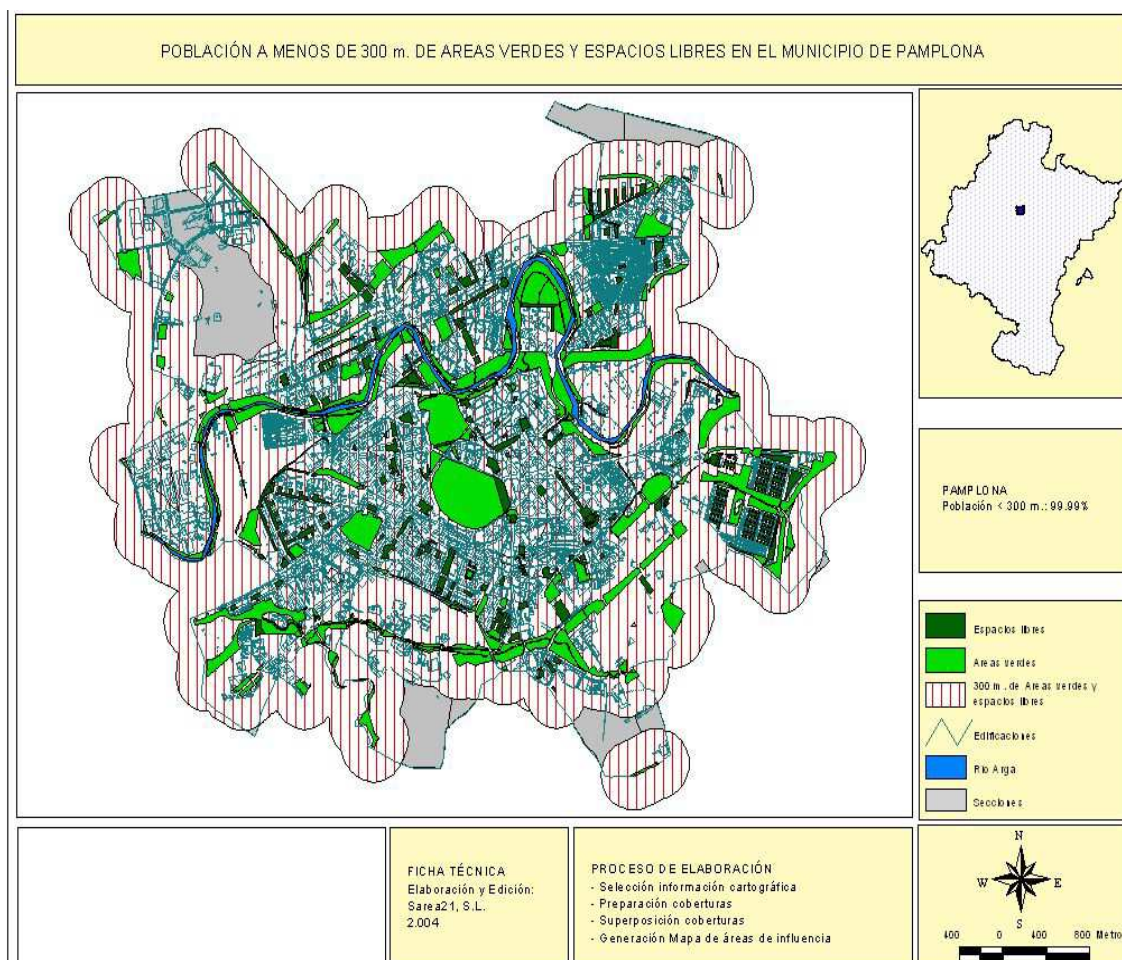 POBLACIÓN A MENOS DE 300 m. DE AREAS VERDES Y ESPACIOS LIBRES EN EL MUNICIPIO DE PAMPLONA
PAMPLONA
Población < 300 m.: 99.99%
Espacios libres
Areas verdes
300 m. de Areas verdes y
espacios libres
Edificaciones
Río Arga
Secciones
FICHA TÉCNICA
Elaboración y Edición:
Sarea21, S.L.
2.004
PROCESO DE ELABORACIÓN
- Selección información cartográfica
- Preparación coberturas
- Superposición coberturas
- Generación Mapa de áreas de influencia
N
W E
S
400 0 400 800 Metro